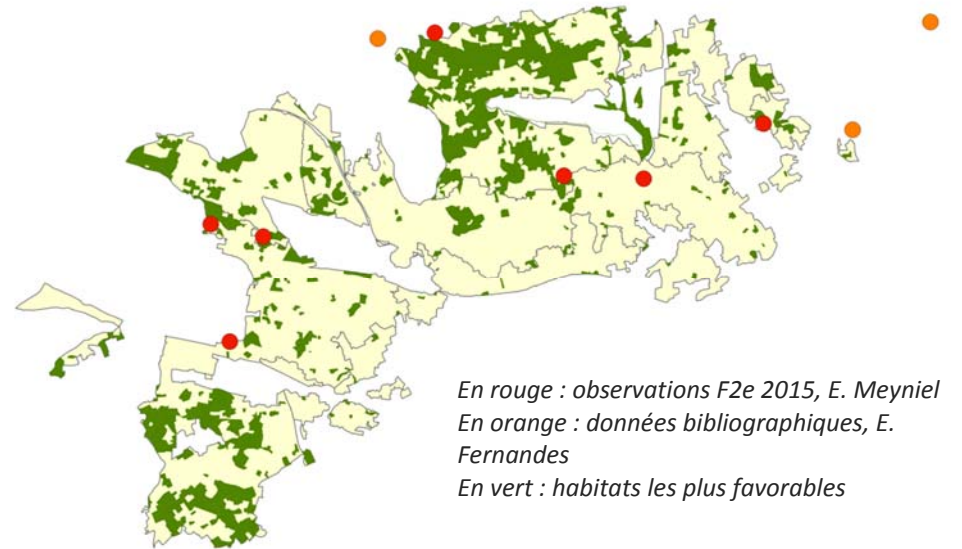 En rouge : observations F2e 2015, E. Meyniel
En orange : données bibliographiques, E.
Fernandes
En vert : habitats les plus favorables